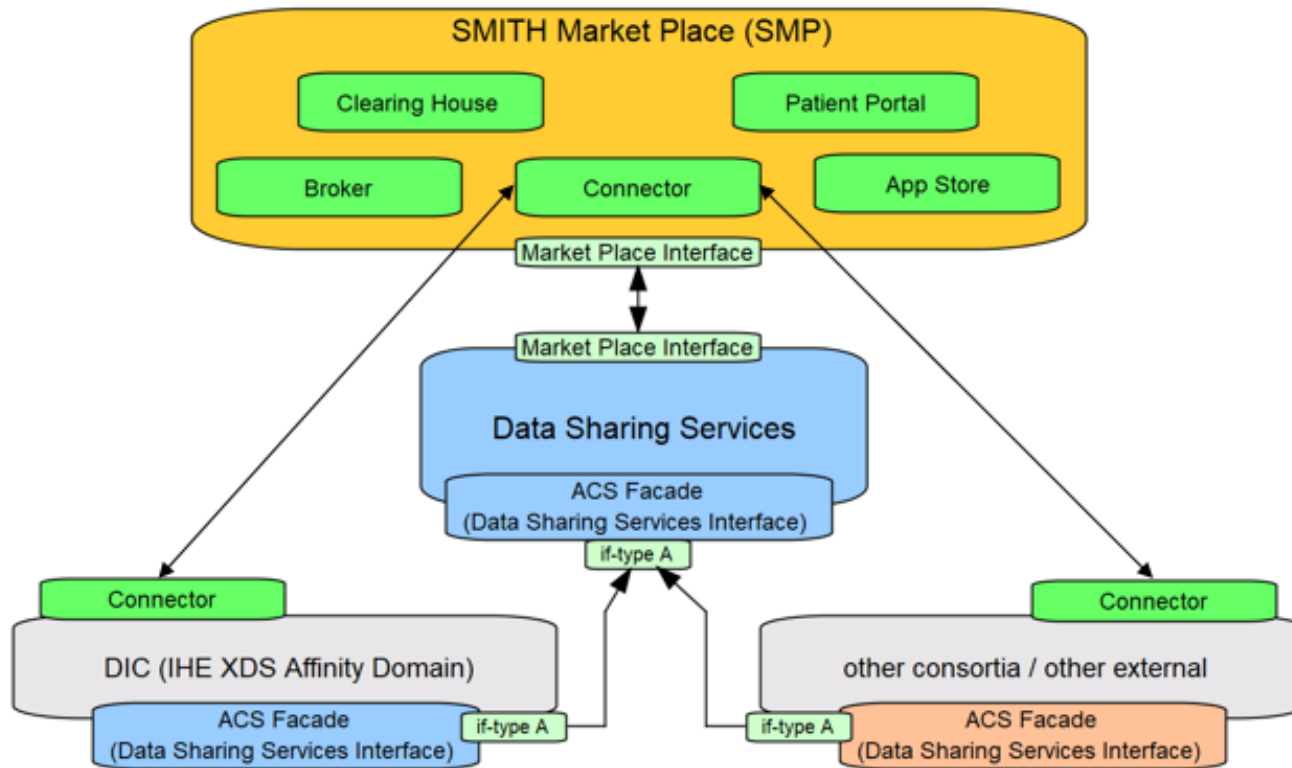 SMITH Market Place (SMP)
Clearing House
Patient Portal
Broker
Connector
App Store
Market Place Interface
Market Place Interface
Data Sharing Services
ACS Facade
(Data Sharing Services Interface)
if-type A
Connector
Connector
DIC (IHE XDS Affinity Domain)
other consortia / other external
ACS Facade
(Data Sharing Services Interface)
if-type A
if-type A
ACS Facade
(Data Sharing Services Interface)